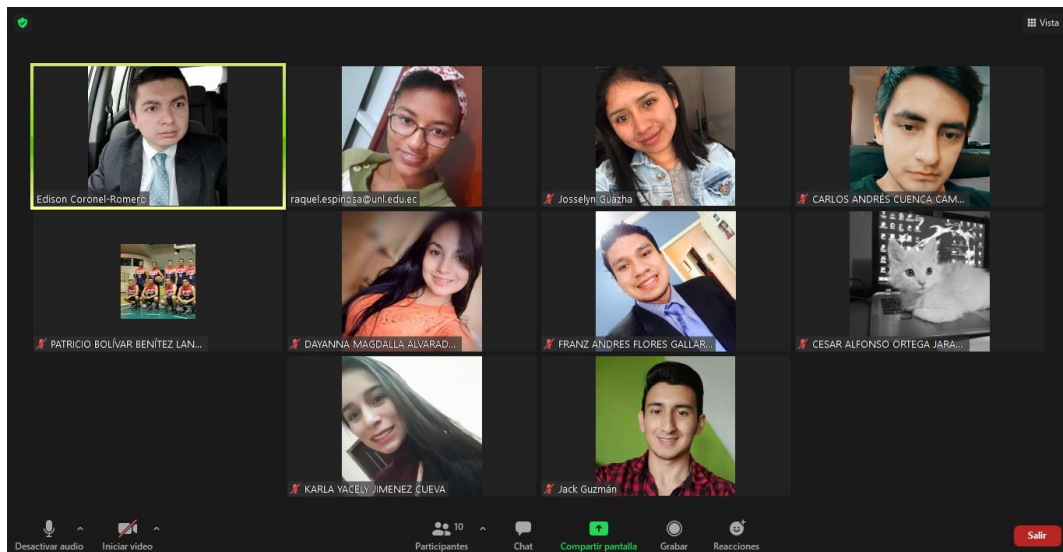 Vista
Edison Coronel-Romero
raquel.espinosa@unl.edu.ec
Josselyn Guazha
CARLOS ANDRÉS CUENCA CAM...
PATRICIO BOLÍVAR BENÍTEZ LAN...
DAYANNA MAGDALLA ALVARAD...
FRANZ ANDRES FLORES GALLAR...
CESAR ALFONSO ORTEGA JARA...
KARLA YACELY JIMENEZ CUEVA
Jack Guzmán
10
Desactivar audio
Iniciar video
Participantes
Chat
Compartir pantalla
Grabar
Reacciones
Salir